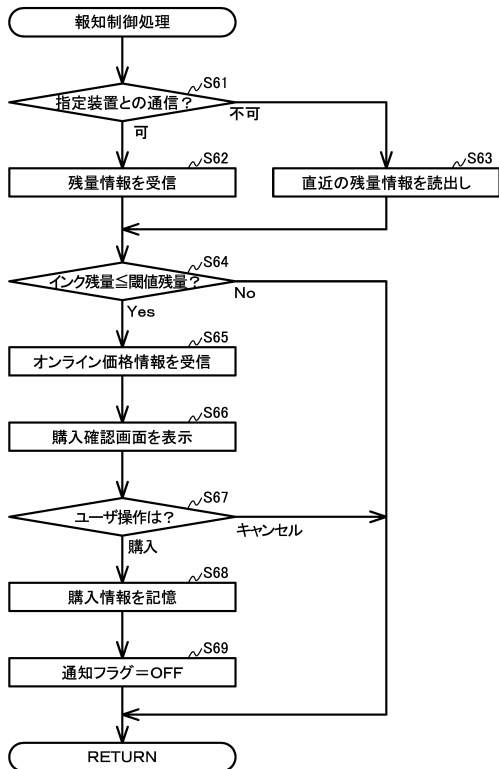 報知制御処理
S61
指定装置との通信？
不可
可
S62
残量情報を受信
S63
直近の残量情報を読出し
S64
インク残量≦閾値残量？
No
Yes
S65
オンライン価格情報を受信
S66
購入確認画面を表示
S67
ユーザ操作は？
キャンセル
購入
S68
購入情報を記憶
S69
通知フラグ=OFF
RETURN